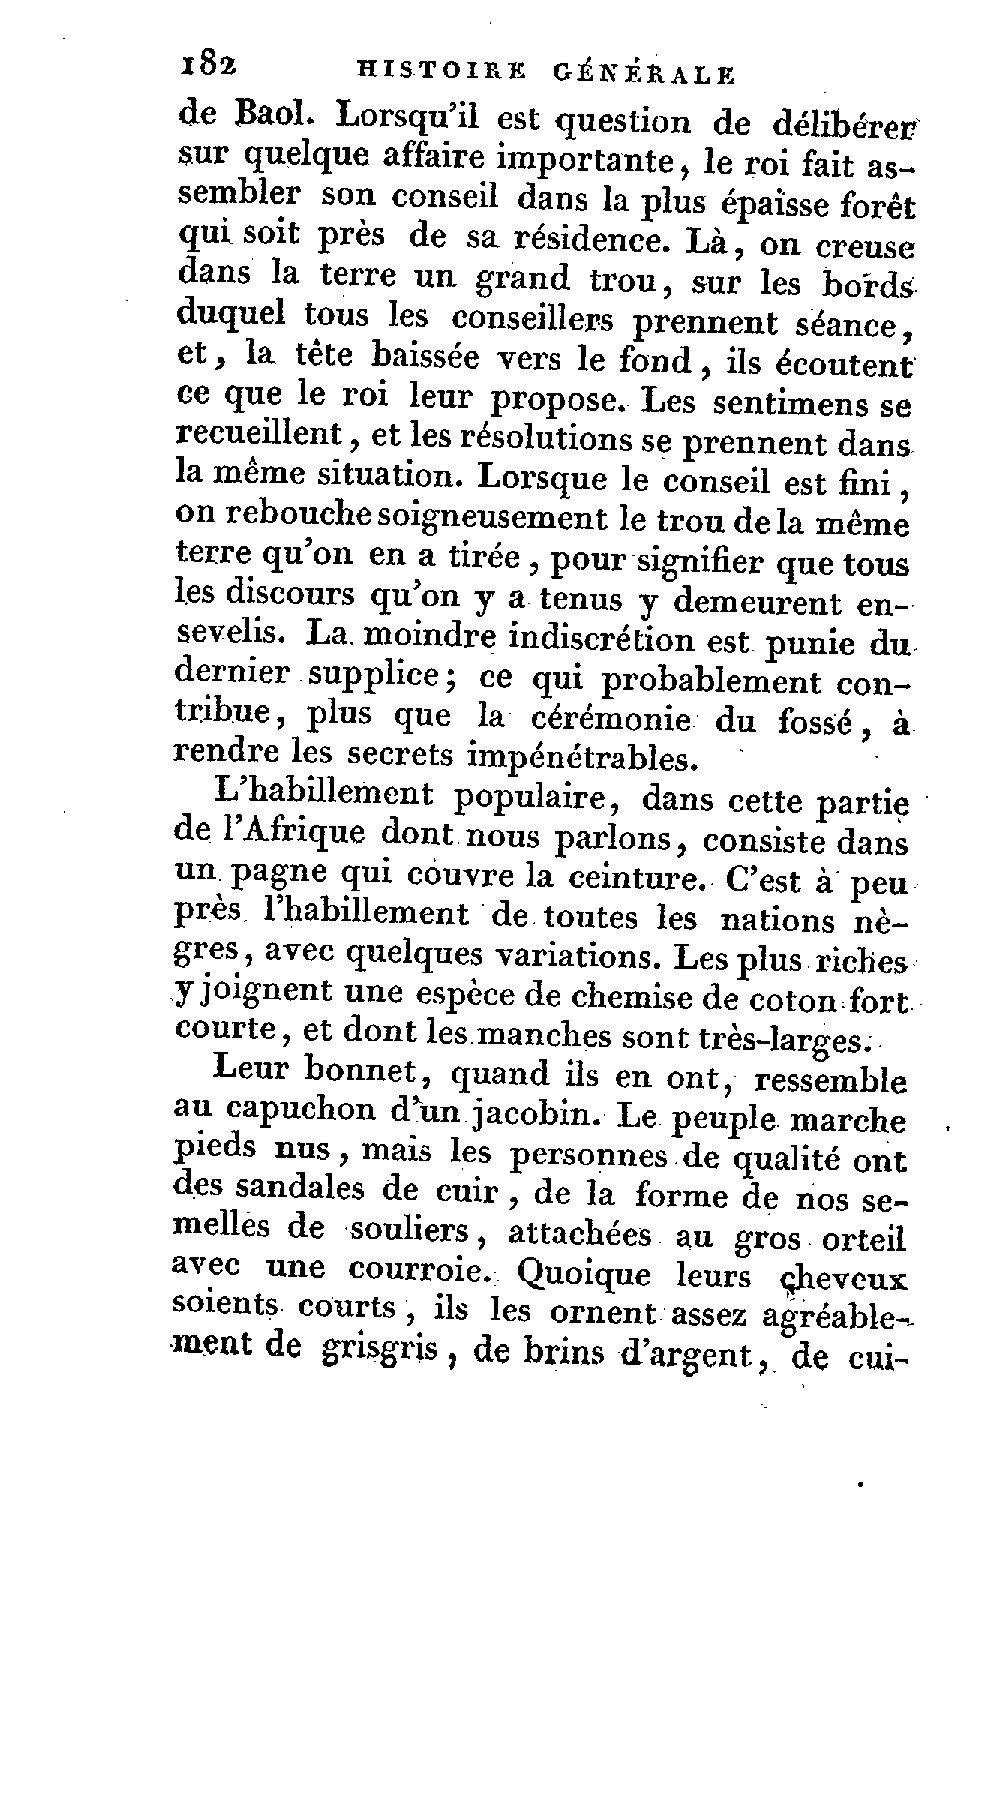 182 HISTOIRE GÉNÉRALE
de Baol. Lorsqu'il est question de délibérer
sur quelque affaire importante, le roi fait as-
sembler son conseil dans la plus épaisse forêt
qui soit près de sa résidence. Là, on creuse
dans la terre un grand trou, sur les bords
duquel tous les conseillers prennent séance,
et, la tête baissée vers le fond, ils écoutent
ce que le roi leur propose. Les sentimens se
recueillent, et les résolutions se prennent dans
la même situation. Lorsque le conseil est fini,
on rebouche soigneusement le trou de la même
terre qu'on en a tirée, pour signifier que tous
les discours qu'on y a tenus y demeurent en-
sevelis. La moindre indiscrétion est punie du
dernier supplice; ce qui probablement con-
tribue, plus que la cérémonie du fossé, à
rendre les secrets impénétrables.
L'habillement populaire, dans cette partie
de l'Afrique dont nous parlons, consiste dans
un pagne qui couvre la ceinture. C'est à peu
près l'habillement de toutes les nations nè-
gres, avec quelques variations. Les plus riches
y joignent une espèce de chemise de coton fort
courte, et dont les manches sont très-larges.
Leur bonnet, quand ils en ont, ressemble
au capuchon d'un jacobin. Le peuple marche
pieds nus, mais les personnes de qualité ont
des sandales de cuir, de la forme de nos se-
melles de souliers, attachées au gros orteil
avec une courroie. Quoique leurs cheveux
soients courts, ils les ornent assez agréable-
ment de grisgris, de brins d'argent, de cui-